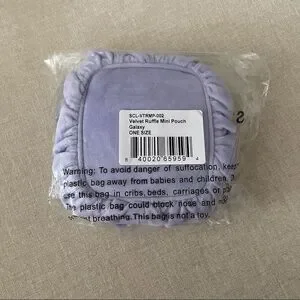 SCL-VTRMP-002
Velvet Ruffle Mini Pouch
Galaxy
ONE SIZE
8 40020 65959 4
S
Warning: To avoid danger of suffocation, Keep
plastic bag away from babies and children. D
use this bag in cribs, beds, carriages or p
The plastic bag could block nose and m
prevent breathing. This bag is not a toy.